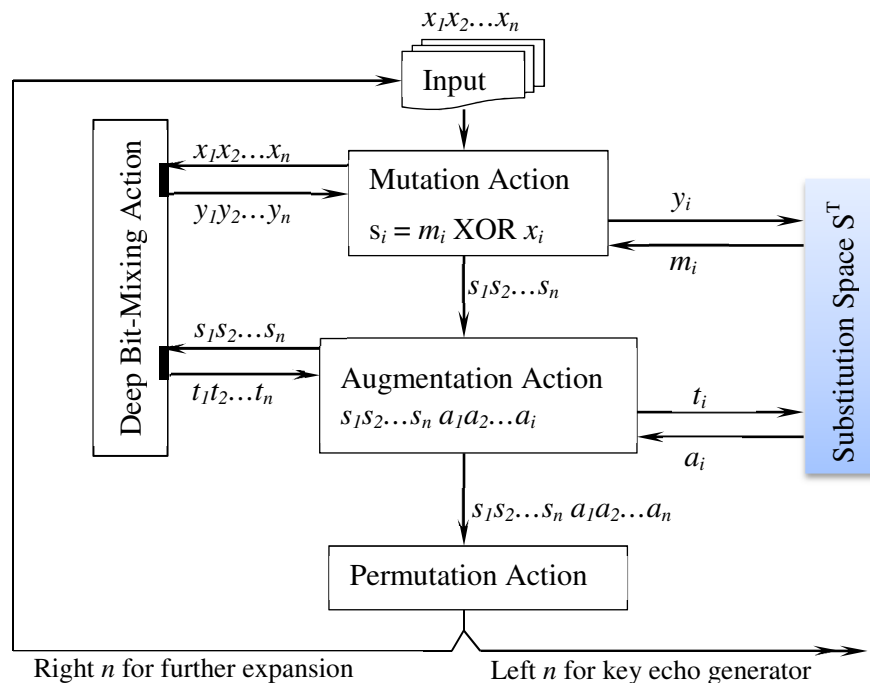 x₁x₂…xₙ
Input
Deep Bit-Mixing Action
x₁x₂…xₙ
y₁y₂…yₙ
Mutation Action
sᵢ = mᵢ XOR xᵢ
yᵢ
mᵢ
Substitution Space Sᵀ
s₁s₂…sₙ
s₁s₂…sₙ
t₁t₂…tₙ
Augmentation Action
s₁s₂…sₙ a₁a₂…aᵢ
tᵢ
aᵢ
s₁s₂…sₙ a₁a₂…aₙ
Permutation Action
Right n for further expansion
Left n for key echo generator